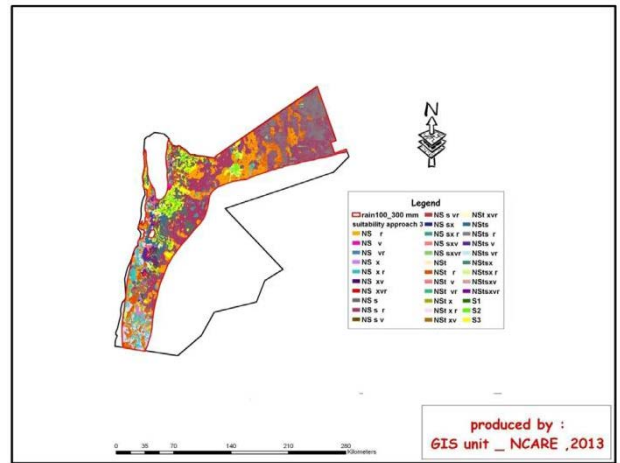 N
Legend
rain100_300 mm
suitability approach 3
NS r
NS v
NS vr
NS x
NS x r
NS xv
NS xvr
NS s
NS s r
NS s v
NS s vr
NS sx
NS sx r
NS sxv
NS sxvr
NSt
NSt r
NSt v
NSt vr
NSt x
NSt x r
NSt xv
NSt xvr
NSts
NSts r
NSts v
NSts vr
NStsx
NStsx r
NStsxv
NStsxvr
S1
S2
S3
0 35 70 140 210 280
Kilometers
produced by :
GIS unit _ NCARE ,2013